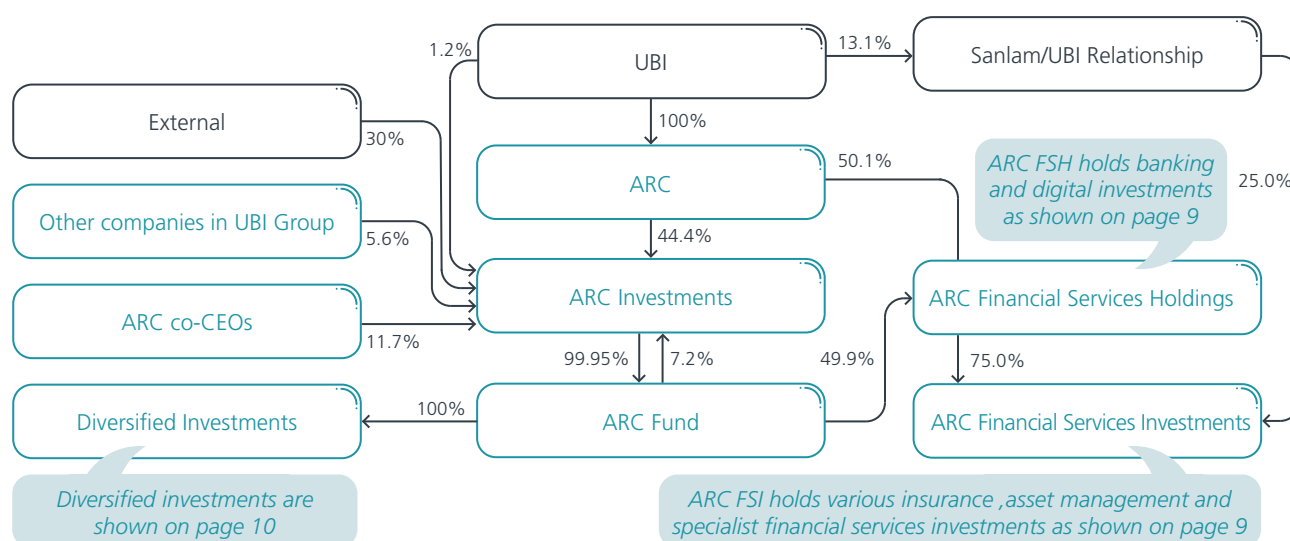 1.2%
UBI
13.1%
Sanlam/UBI Relationship
External
30%
100%
ARC
50.1%
ARC FSH holds banking
and digital investments
as shown on page 9
25.0%
Other companies in UBI Group
5.6%
44.4%
ARC Investments
ARC Financial Services Holdings
ARC co-CEOs
11.7%
99.95%
7.2%
49.9%
75.0%
Diversified Investments
100%
ARC Fund
ARC Financial Services Investments
Diversified investments are
shown on page 10
ARC FSI holds various insurance ,asset management and
specialist financial services investments as shown on page 9